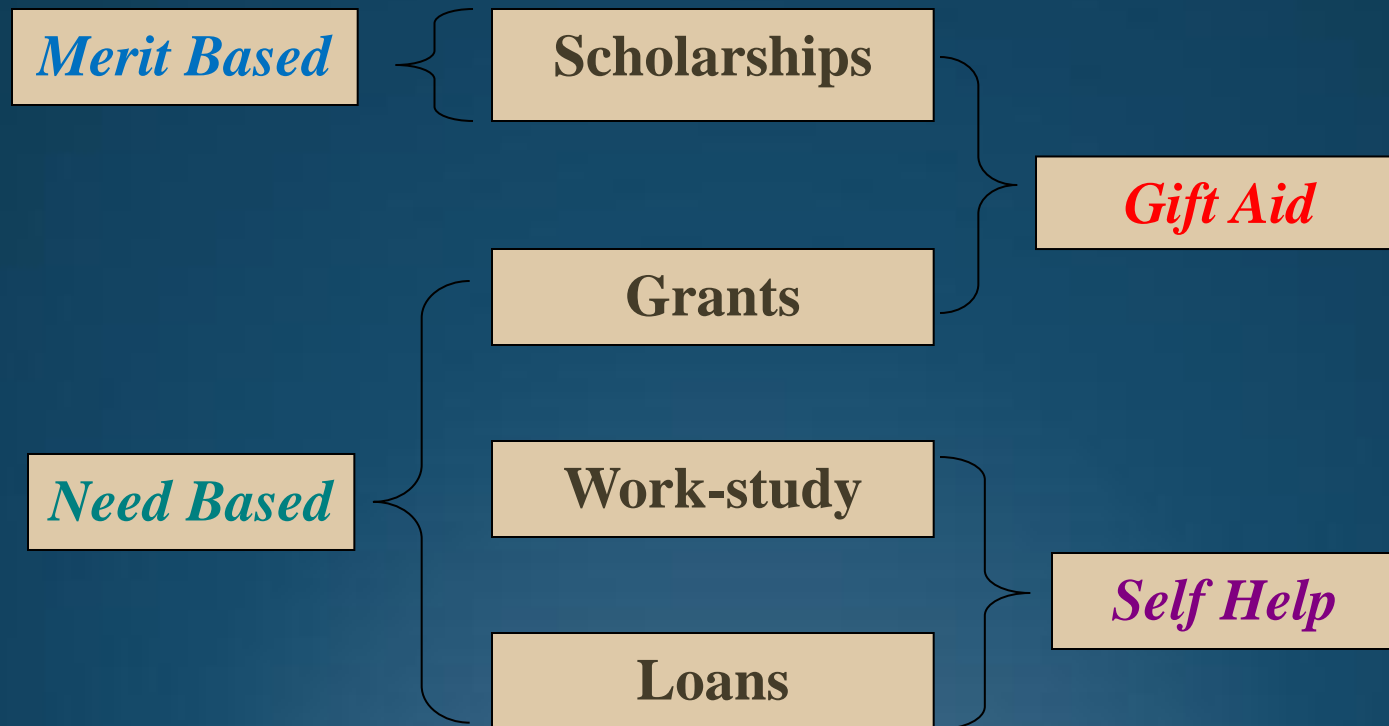 Merit Based
Scholarships
Gift Aid
Grants
Need Based
Work-study
Self Help
Loans